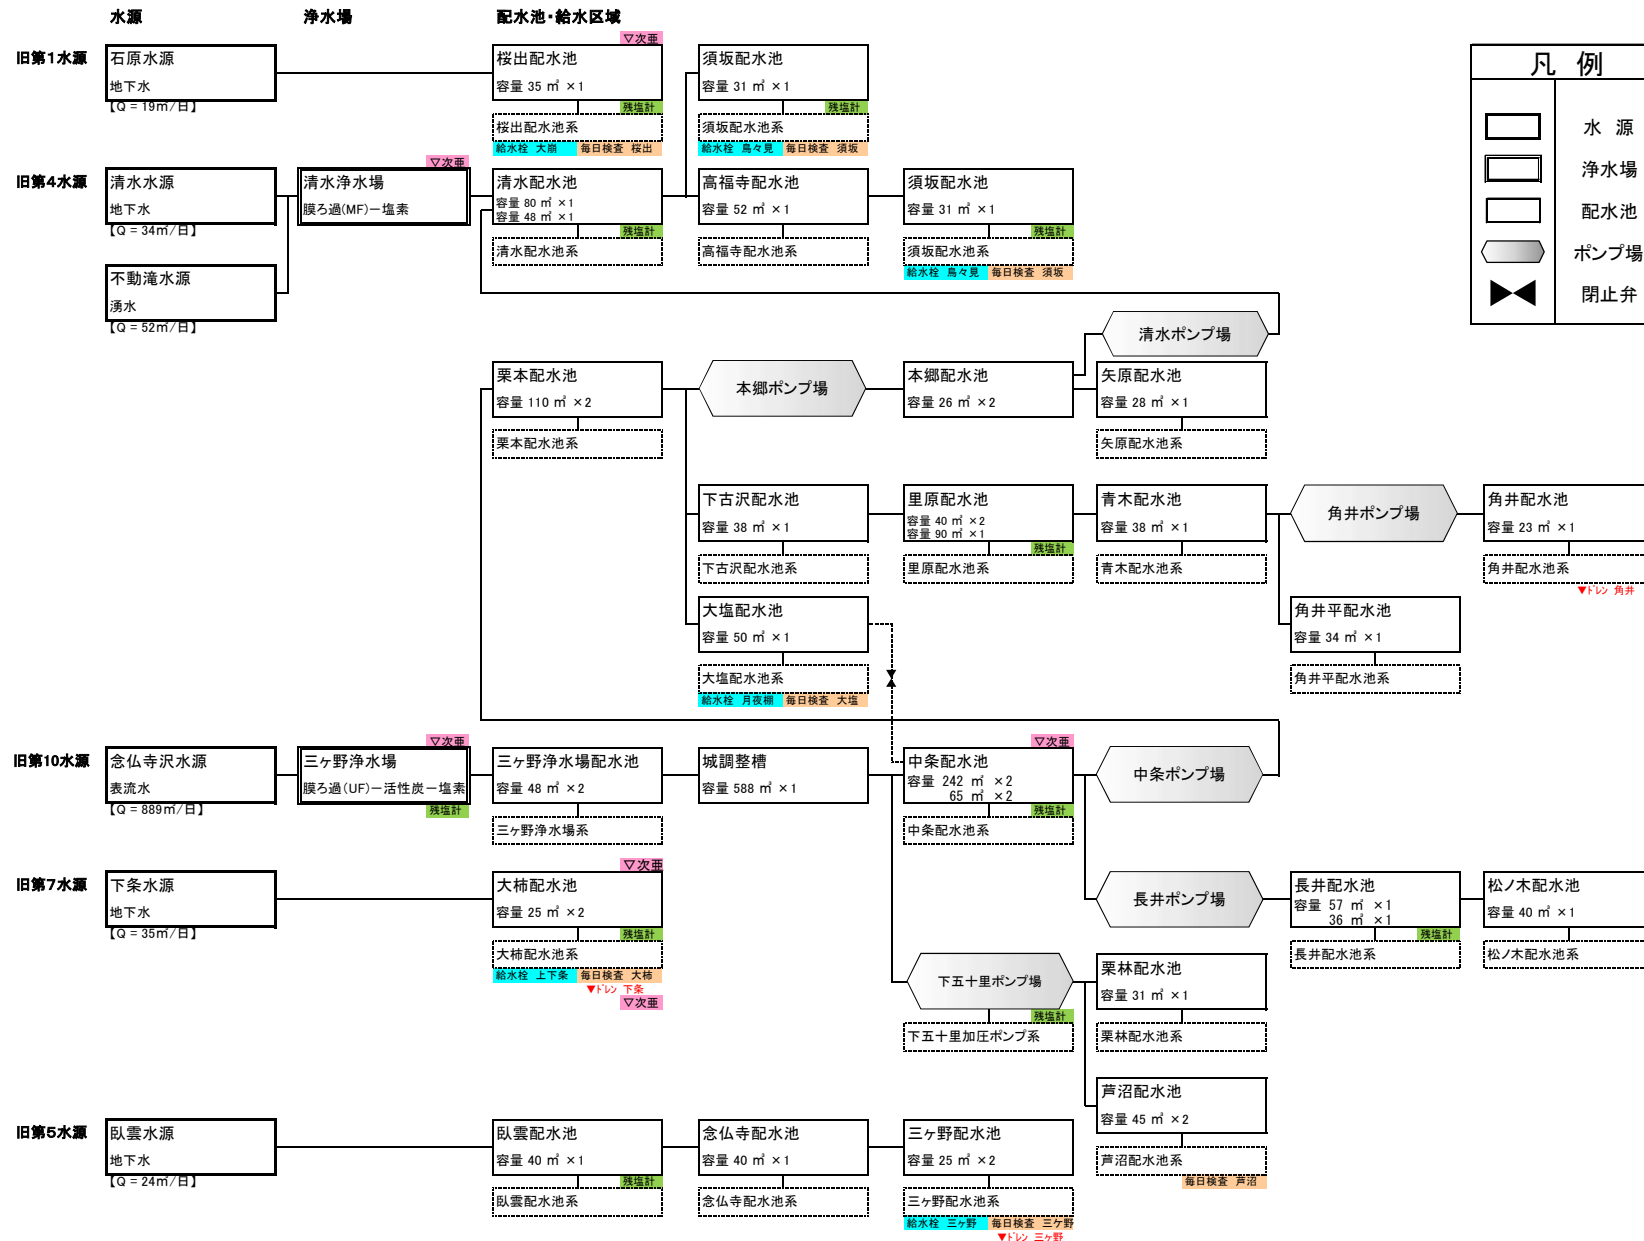 水源
浄水場
配水池・給水区域
旧第1水源
石原水源
地下水
【Q = 19㎥/日】
▽次亜
桜出配水池
容量 35 ㎥ ×1
残塩計
桜出配水池系
給水栓 大崩
毎日検査 桜出
須坂配水池
容量 31 ㎥ ×1
残塩計
須坂配水池系
給水栓 鳥々見
毎日検査 須坂
凡 例
水 源
浄水場
配水池
ポンプ場
閉止弁
旧第4水源
清水水源
地下水
【Q = 34㎥/日】
不動滝水源
湧水
【Q = 52㎥/日】
▽次亜
清水浄水場
膜ろ過(MF)－塩素
清水配水池
容量 80 ㎥ ×1
容量 48 ㎥ ×1
残塩計
清水配水池系
高福寺配水池
容量 52 ㎥ ×1
高福寺配水池系
須坂配水池
容量 31 ㎥ ×1
残塩計
須坂配水池系
給水栓 鳥々見
毎日検査 須坂
清水ポンプ場
栗本配水池
容量 110 ㎥ ×2
栗本配水池系
本郷ポンプ場
本郷配水池
容量 26 ㎥ ×2
矢原配水池
容量 28 ㎥ ×1
矢原配水池系
下古沢配水池
容量 38 ㎥ ×1
下古沢配水池系
里原配水池
容量 40 ㎥ ×2
容量 90 ㎥ ×1
残塩計
里原配水池系
青木配水池
容量 38 ㎥ ×1
青木配水池系
角井ポンプ場
角井配水池
容量 23 ㎥ ×1
角井配水池系
▼ドレン 角井
大塩配水池
容量 50 ㎥ ×1
大塩配水池系
給水栓 月夜棚
毎日検査 大塩
角井平配水池
容量 34 ㎥ ×1
角井平配水池系
旧第10水源
念仏寺沢水源
表流水
【Q = 889㎥/日】
▽次亜
三ヶ野浄水場
膜ろ過(UF)－活性炭－塩素
残塩計
三ヶ野浄水場配水池
容量 48 ㎥ ×2
三ヶ野浄水場系
城調整槽
容量 588 ㎥ ×1
▽次亜
中条配水池
容量 242 ㎥ ×2
65 ㎥ ×2
残塩計
中条配水池系
中条ポンプ場
旧第7水源
下条水源
地下水
【Q = 35㎥/日】
▽次亜
大柿配水池
容量 25 ㎥ ×2
残塩計
大柿配水池系
給水栓 上下条
毎日検査 大柿
▼ドレン 下条
▽次亜
長井ポンプ場
長井配水池
容量 57 ㎥ ×1
36 ㎥ ×1
残塩計
長井配水池系
松ノ木配水池
容量 40 ㎥ ×1
松ノ木配水池系
下五十里ポンプ場
残塩計
下五十里加圧ポンプ系
栗林配水池
容量 31 ㎥ ×1
栗林配水池系
芦沼配水池
容量 45 ㎥ ×2
芦沼配水池系
毎日検査 芦沼
旧第5水源
臥雲水源
地下水
【Q = 24㎥/日】
臥雲配水池
容量 40 ㎥ ×1
残塩計
臥雲配水池系
念仏寺配水池
容量 40 ㎥ ×1
念仏寺配水池系
三ヶ野配水池
容量 25 ㎥ ×2
三ヶ野配水池系
給水栓 三ヶ野
毎日検査 三ケ野
▼ドレン 三ヶ野